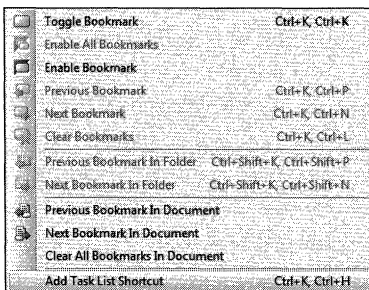 Toggle Bookmark Ctrl+K, Ctrl+K
Enable All Bookmarks
Enable Bookmark
Previous Bookmark Ctrl+K, Ctrl+P
Next Bookmark Ctrl+K, Ctrl+N
Clear Bookmarks Ctrl+K, Ctrl+L
Previous Bookmark In Folder Ctrl+Shift+K, Ctrl+Shift+P
Next Bookmark In Folder Ctrl+Shift+K, Ctrl+Shift+N
Previous Bookmark In Document
Next Bookmark In Document
Clear All Bookmarks In Document
Add Task List Shortcut Ctrl+K, Ctrl+H